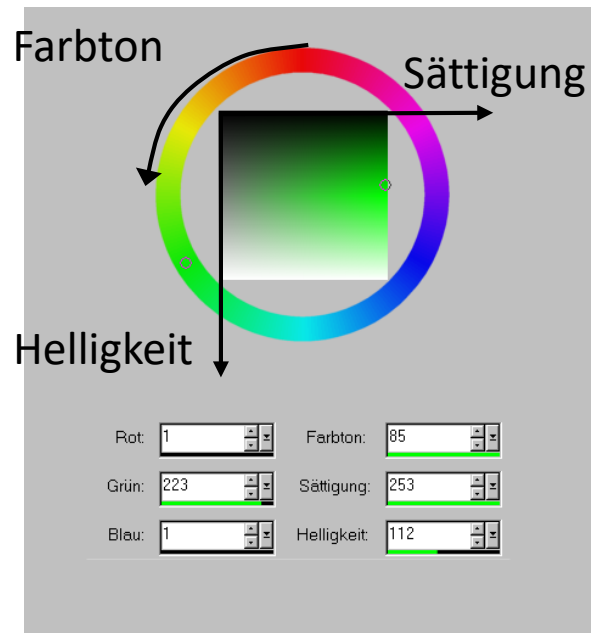 Farbton
Sättigung
Helligkeit
Rot: 1 Farbton: 85
Grün: 223 Sättigung: 253
Blau: 1 Helligkeit: 112